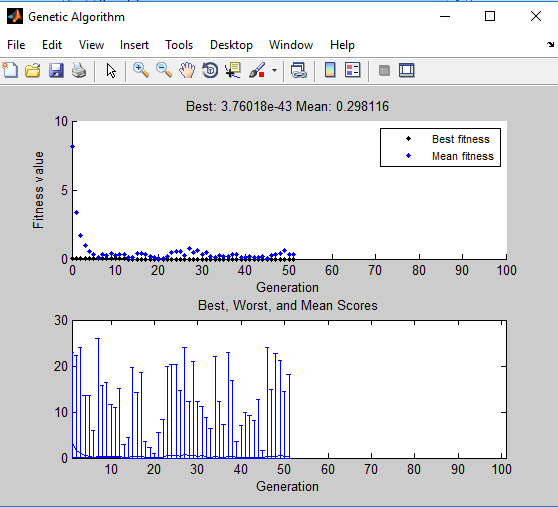 Genetic Algorithm
File Edit View Insert Tools Desktop Window Help
Best: 3.76018e-43 Mean: 0.298116
10
5
0
Fitness value
Best fitness
Mean fitness
0 10 20 30 40 50 60 70 80 90 100
Generation
Best, Worst, and Mean Scores
30
20
10
0
10 20 30 40 50 60 70 80 90 100
Generation